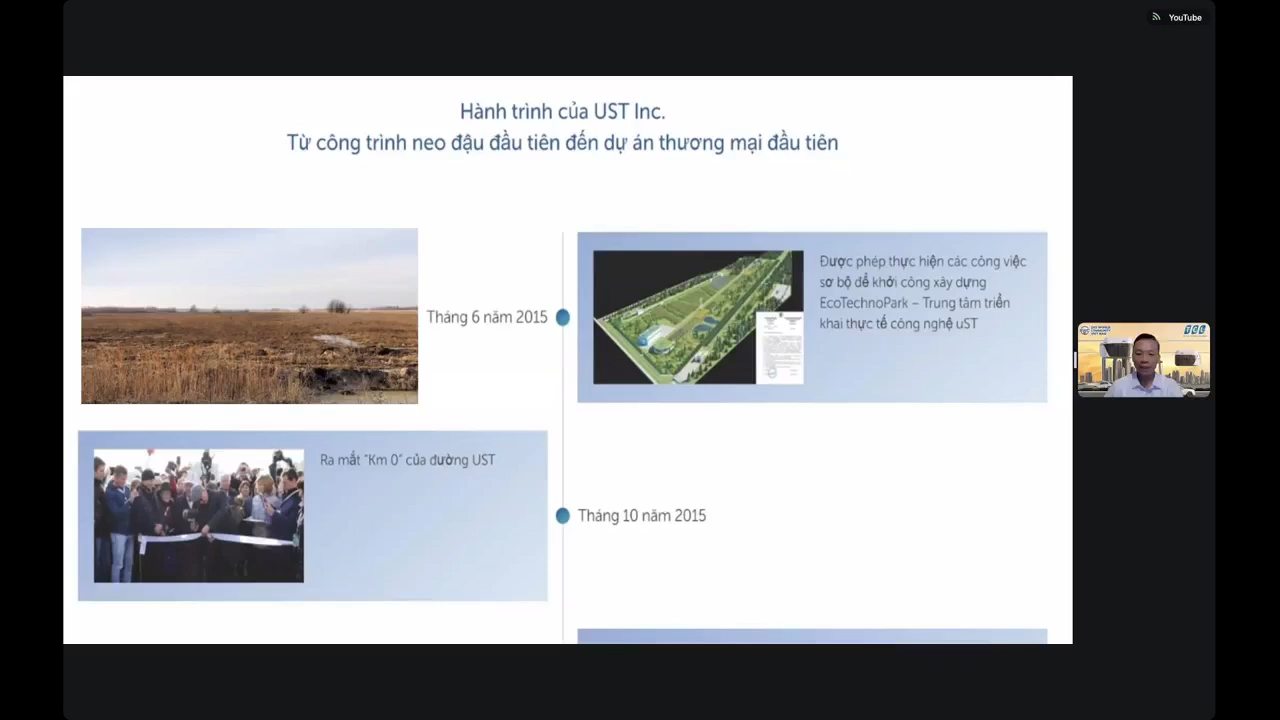 YouTube
Hành trình của UST Inc.
Từ công trình neo đậu đầu tiên đến dự án thương mại đầu tiên
Tháng 6 năm 2015
Được phép thực hiện các công việc
sơ bộ để khởi công xây dựng
EcoTechnoPark – Trung tâm triển
khai thực tế công nghệ uST
Ra mắt "Km 0" của đường UST
Tháng 10 năm 2015